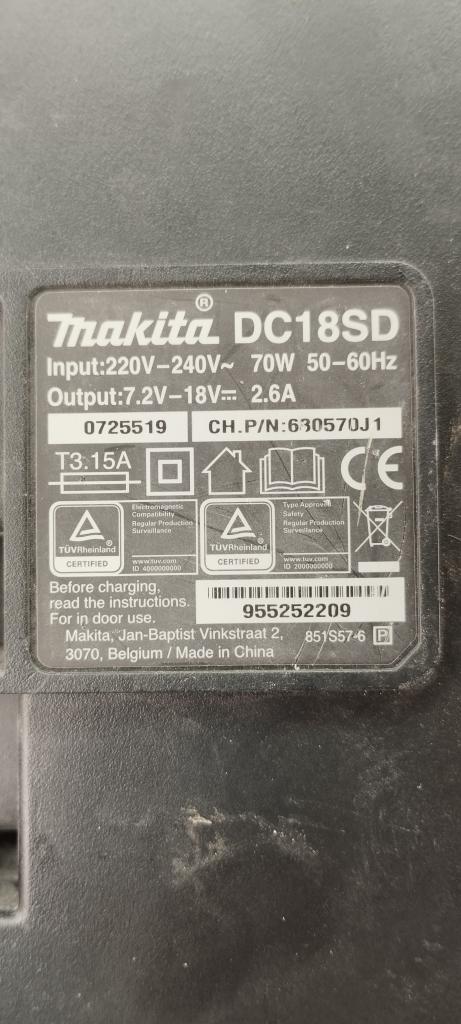 makita® DC18SD
Input:220V–240V~ 70W 50–60Hz
Output:7.2V–18V⎓ 2.6A
0725519 CH.P/N:630570J1
T3.15A
CE
Electromagnetic
Compatibility
Regular Production
Surveillance
TÜVRheinland
CERTIFIED
www.tuv.com
ID 4000000000
Type Approved
Safety
Regular Production
Surveillance
TÜVRheinland
CERTIFIED
www.tuv.com
ID 2000000000
Before charging,
read the instructions.
For in door use.
955252209
Makita, Jan-Baptist Vinkstraat 2, 851S57-6 P
3070, Belgium / Made in China